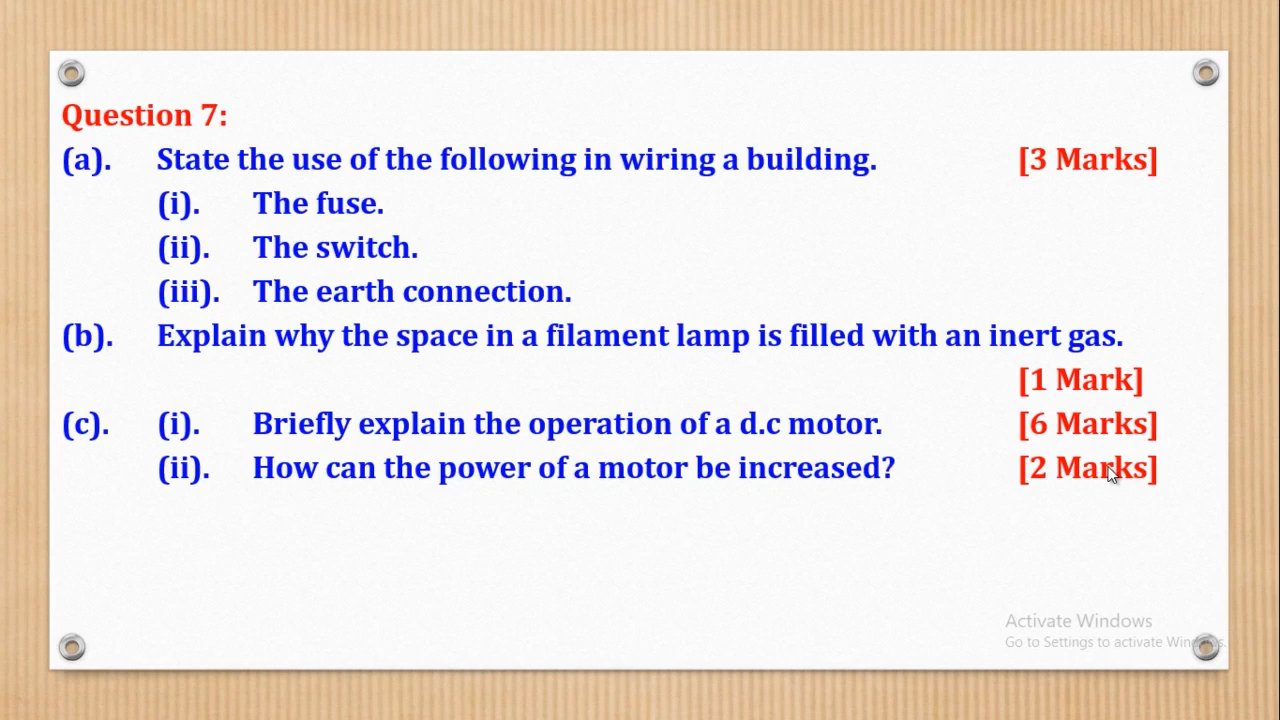 Question 7:
(a). State the use of the following in wiring a building. [3 Marks]
(i). The fuse.
(ii). The switch.
(iii). The earth connection.
(b). Explain why the space in a filament lamp is filled with an inert gas.
[1 Mark]
(c). (i). Briefly explain the operation of a d.c motor. [6 Marks]
(ii). How can the power of a motor be increased? [2 Marks]
Activate Windows
Go to Settings to activate Windows.